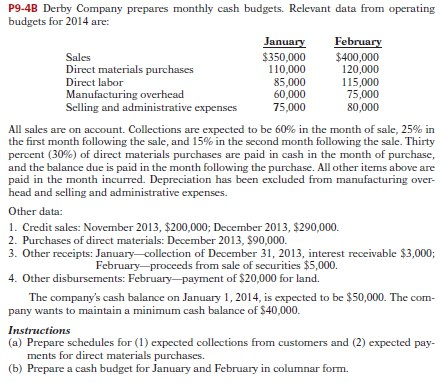 P9-4B Derby Company prepares monthly cash budgets. Relevant data from operating
budgets for 2014 are:
January February
Sales $350,000 $400,000
Direct materials purchases 110,000 120,000
Direct labor 85,000 115,000
Manufacturing overhead 60,000 75,000
Selling and administrative expenses 75,000 80,000
All sales are on account. Collections are expected to be 60% in the month of sale, 25% in
the first month following the sale, and 15% in the second month following the sale. Thirty
percent (30%) of direct materials purchases are paid in cash in the month of purchase,
and the balance due is paid in the month following the purchase. All other items above are
paid in the month incurred. Depreciation has been excluded from manufacturing over-
head and selling and administrative expenses.
Other data:
1. Credit sales: November 2013, $200,000; December 2013, $290,000.
2. Purchases of direct materials: December 2013, $90,000.
3. Other receipts: January—collection of December 31, 2013, interest receivable $3,000;
February—proceeds from sale of securities $5,000.
4. Other disbursements: February—payment of $20,000 for land.
The company's cash balance on January 1, 2014, is expected to be $50,000. The com-
pany wants to maintain a minimum cash balance of $40,000.
Instructions
(a) Prepare schedules for (1) expected collections from customers and (2) expected pay-
ments for direct materials purchases.
(b) Prepare a cash budget for January and February in columnar form.